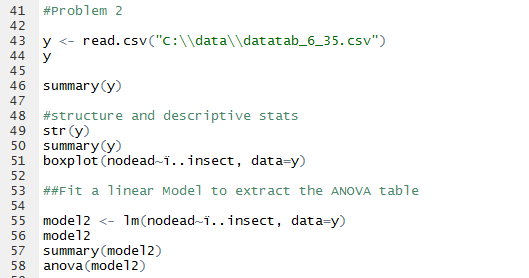 41 #Problem 2
42
43 y <- read.csv("C:\\data\\datatab_6_35.csv")
44 y
45
46 summary(y)
47
48 #structure and descriptive stats
49 str(y)
50 summary(y)
51 boxplot(nodead~ï..insect, data=y)
52
53 ##Fit a linear Model to extract the ANOVA table
54
55 model2 <- lm(nodead~ï..insect, data=y)
56 model2
57 summary(model2)
58 anova(model2)